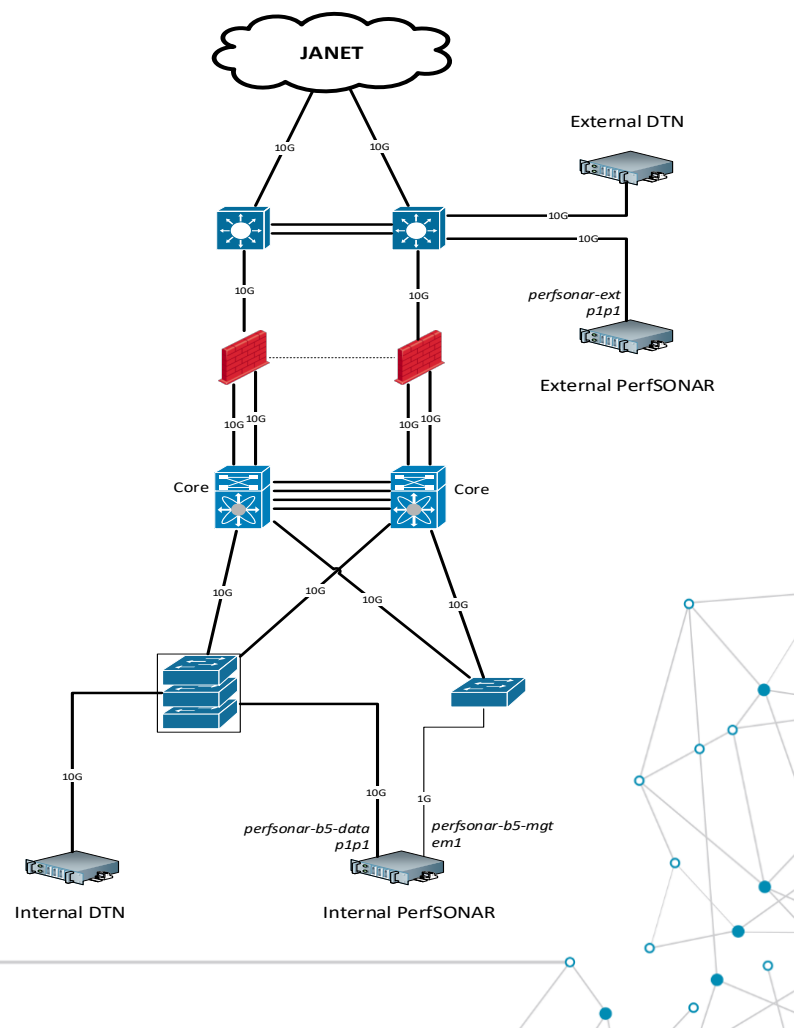 JANET
External DTN
10G
10G
10G
10G
10G
10G
perfsonar-ext
p1p1
External PerfSONAR
10G
10G
10G
10G
Core
Core
10G
10G
10G
10G
10G
10G
1G
perfsonar-b5-data
p1p1
perfsonar-b5-mgt
em1
Internal DTN
Internal PerfSONAR